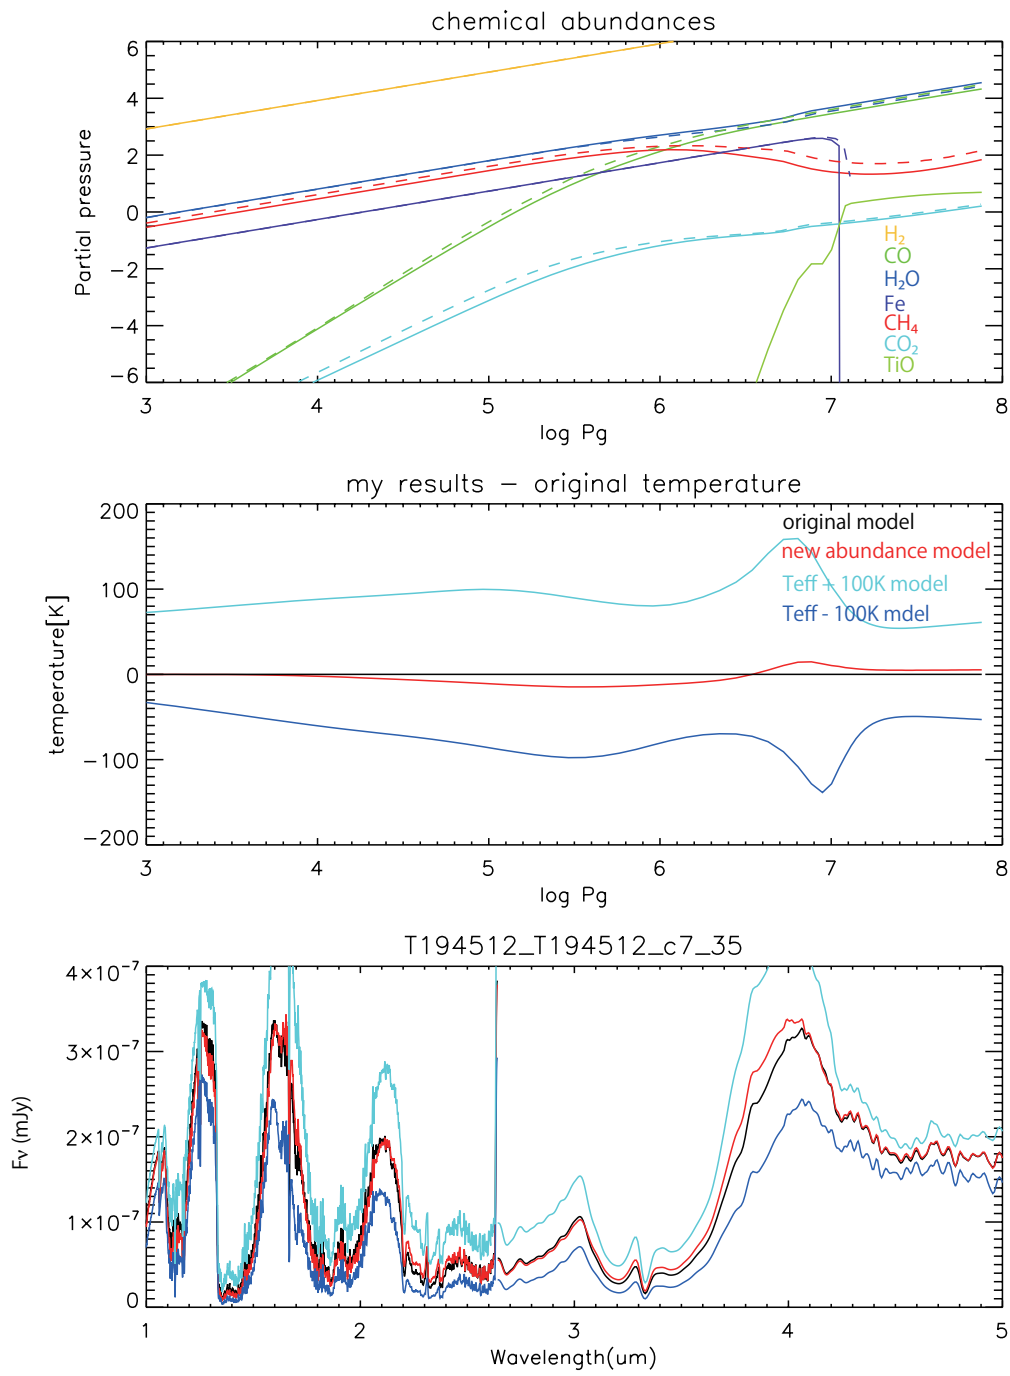 chemical abundances
6
4
2
0
−2
−4
−6
Partial pressure
H₂
CO
H₂O
Fe
CH₄
CO₂
TiO
3 4 5 6 7 8
log Pg
my results − original temperature
200
100
0
−100
−200
temperature[K]
original model
new abundance model
Teff + 100K model
Teff - 100K mdel
3 4 5 6 7 8
log Pg
T194512_T194512_c7_35
4×10⁻⁷
3×10⁻⁷
2×10⁻⁷
1×10⁻⁷
0
Fν (mJy)
1 2 3 4 5
Wavelength(um)